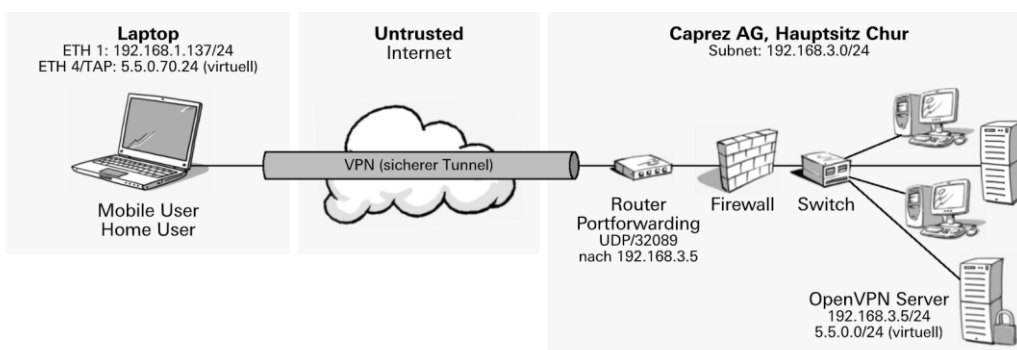 Laptop
ETH 1: 192.168.1.137/24
ETH 4/TAP: 5.5.0.70.24 (virtuell)
Mobile User
Home User
Untrusted
Internet
VPN (sicherer Tunnel)
Caprez AG, Hauptsitz Chur
Subnet: 192.168.3.0/24
Router
Portforwarding
UDP/32089
nach 192.168.3.5
Firewall
Switch
OpenVPN Server
192.168.3.5/24
5.5.0.0/24 (virtuell)